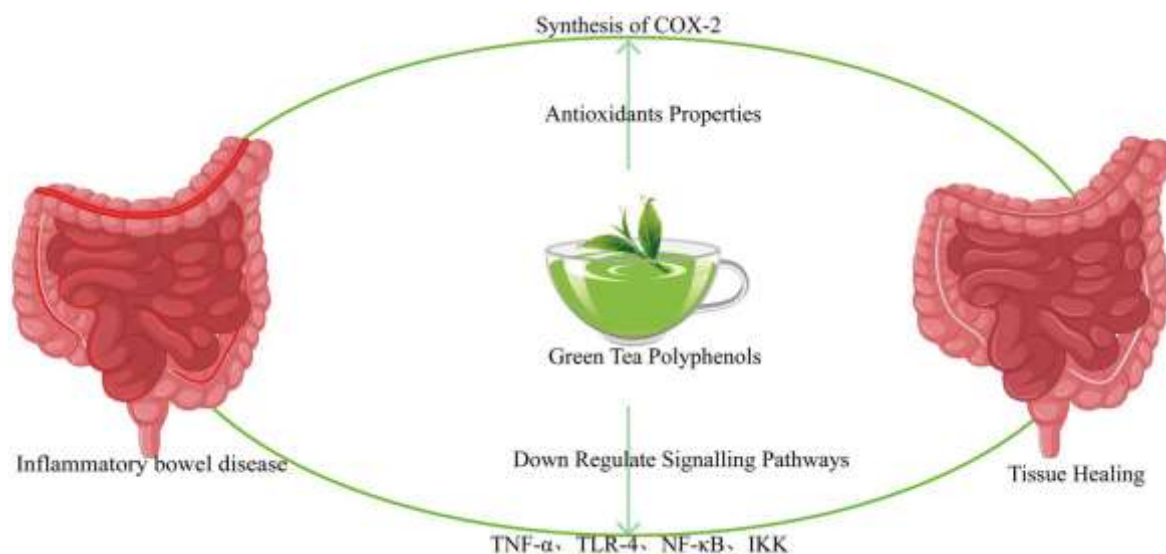 Synthesis of COX-2
Antioxidants Properties
Green Tea Polyphenols
Inflammatory bowel disease
Down Regulate Signalling Pathways
Tissue Healing
TNF-α、TLR-4、NF-κB、IKK